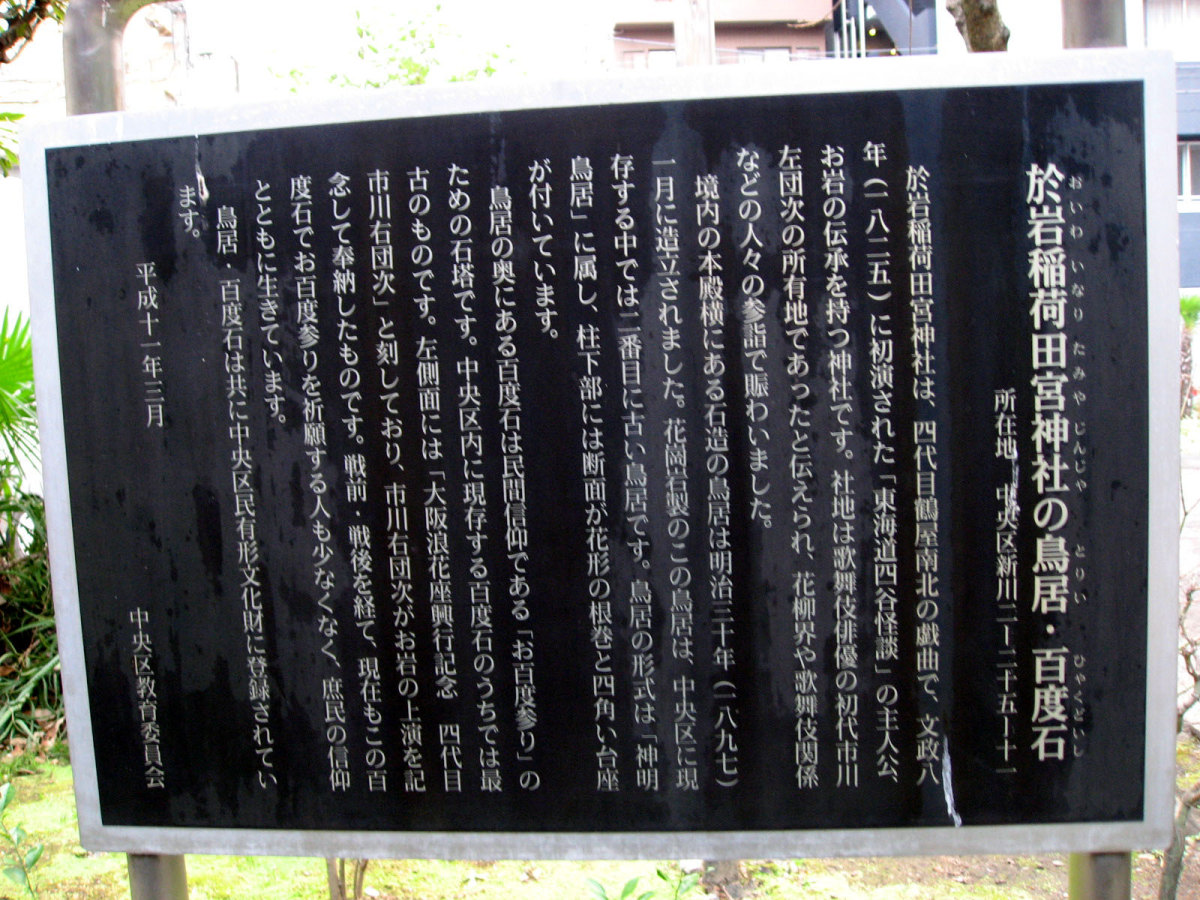 おいわ いなり たみや じんじや とりい ひやくどいし
於岩稲荷田宮神社の鳥居・百度石
所在地 中央区新川二ー二十五ー十一
於岩稲荷田宮神社は、四代目鶴屋南北の戯曲で、文政八
年（一八二五）に初演された「東海道四谷怪談」の主人公、
お岩の伝承を持つ神社です。社地は歌舞伎俳優の初代市川
左団次の所有地であったと伝えられ、花柳界や歌舞伎関係
などの人々の参詣で賑わいました。
境内の本殿横にある石造の鳥居は明治三十年（一八九七）
一月に造立されました。花崗岩製のこの鳥居は、中央区に現
存する中では二番目に古い鳥居です。鳥居の形式は「神明
鳥居」に属し、柱下部には断面が花形の根巻と四角い台座
が付いています。
鳥居の奥にある百度石は民間信仰である「お百度参り」の
ための石塔です。中央区内に現存する百度石のうちでは最
古のものです。左側面には「大阪浪花座興行記念 四代目
市川右団次」と刻しており、市川右団次がお岩の上演を記
念して奉納したものです。戦前・戦後を経て、現在もこの百
度石でお百度参りを祈願する人も少なくなく、庶民の信仰
とともに生きています。
鳥居・百度石は共に中央区民有形文化財に登録されてい
ます。
平成十一年三月
中央区教育委員会